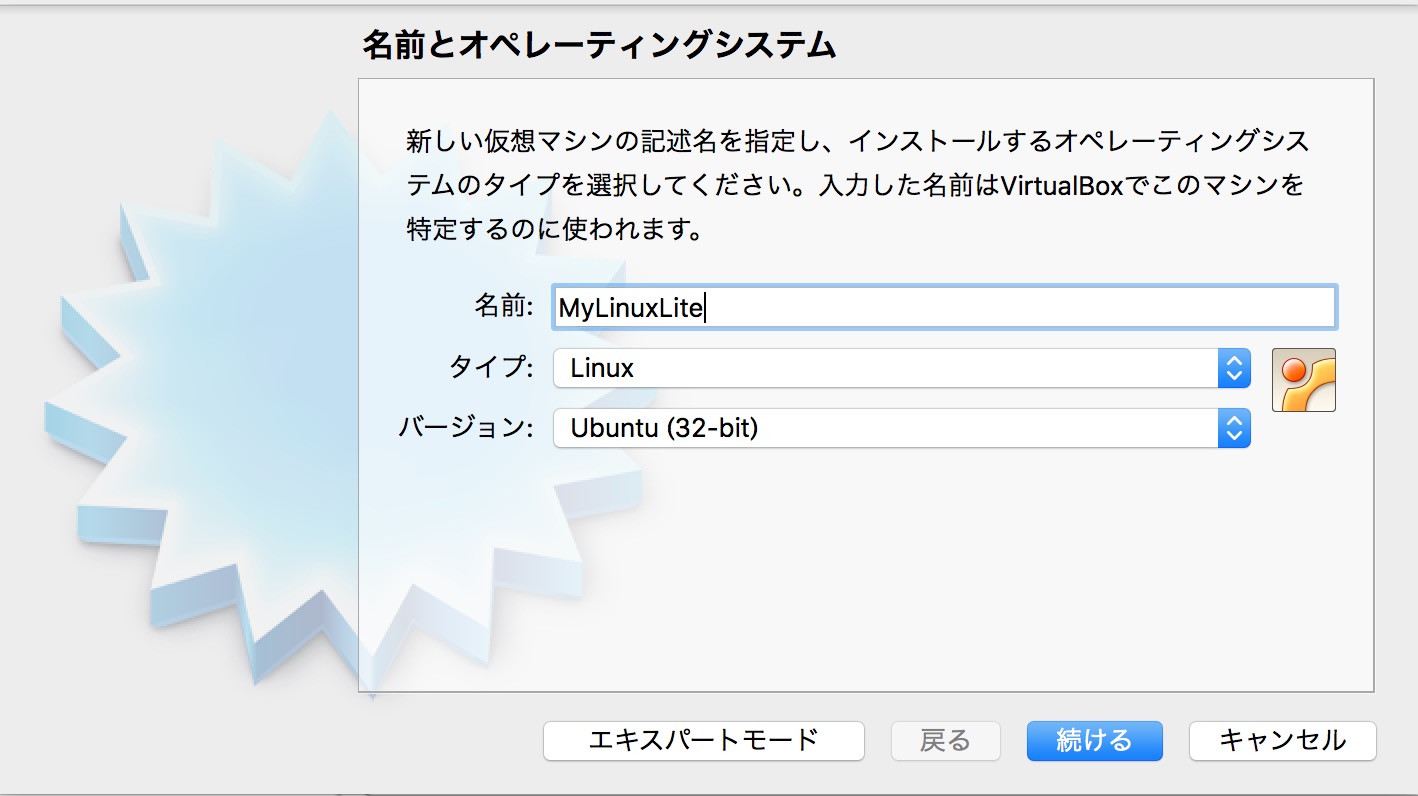 名前とオペレーティングシステム
新しい仮想マシンの記述名を指定し、インストールするオペレーティングシス
テムのタイプを選択してください。入力した名前はVirtualBoxでこのマシンを
特定するのに使われます。
名前: MyLinuxLite
タイプ: Linux
バージョン: Ubuntu (32-bit)
エキスパートモード 戻る 続ける キャンセル